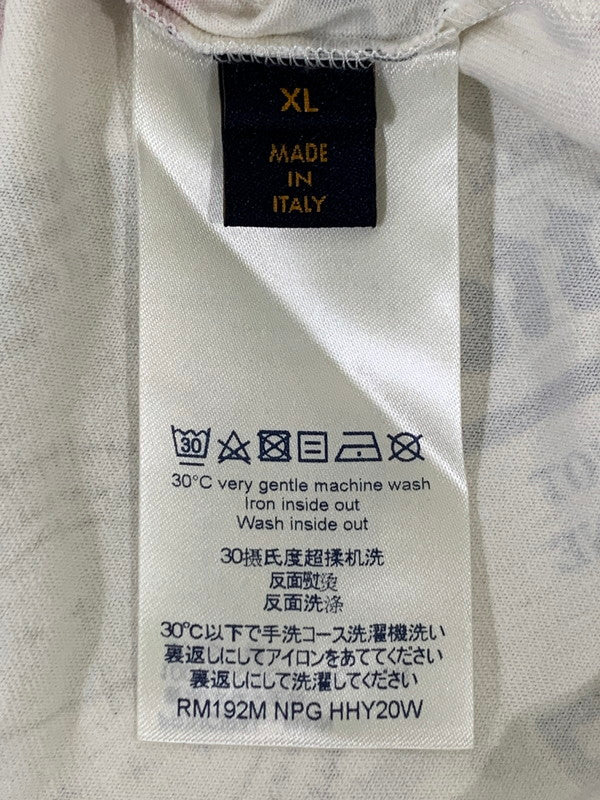 XL
MADE
IN
ITALY
30
30°C very gentle machine wash
Iron inside out
Wash inside out
30摄氏度超揉机洗
反面熨烫
反面洗涤
30℃以下で手洗コース洗濯機洗い
裏返しにしてアイロンをあててください
裏返しにして洗濯してください
RM192M NPG HHY20W